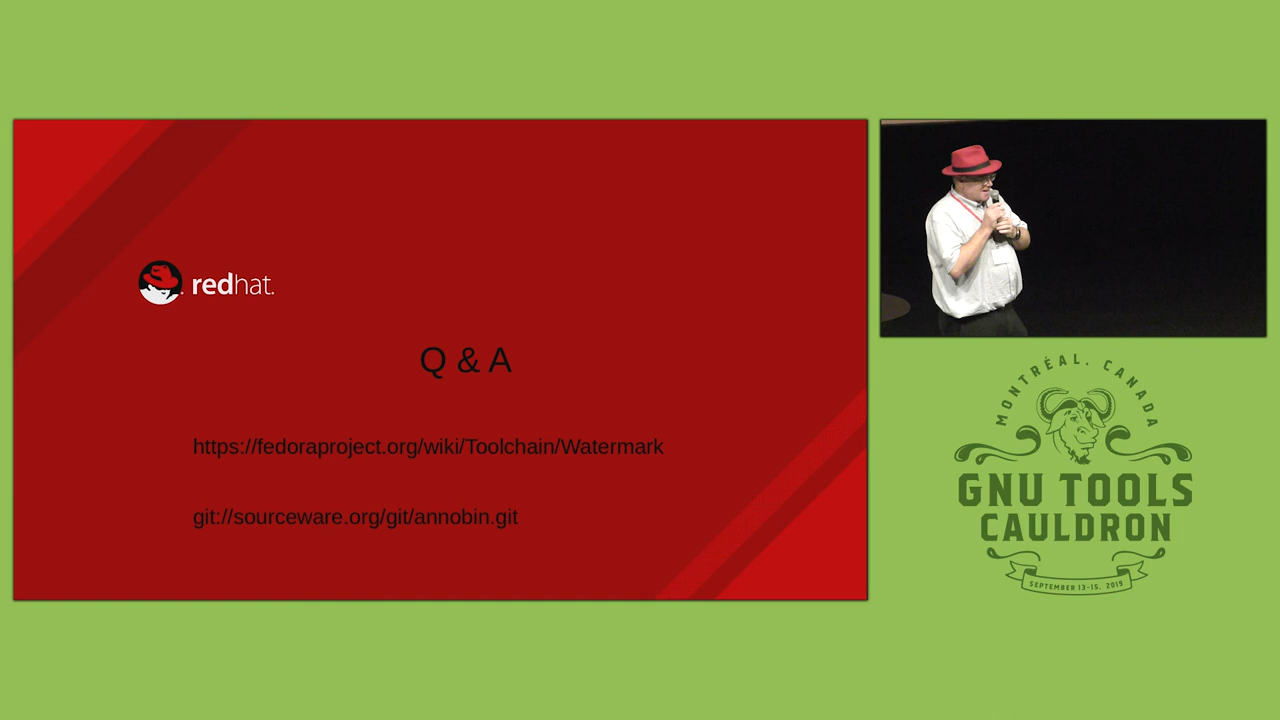 redhat.
Q & A
https://fedoraproject.org/wiki/Toolchain/Watermark
git://sourceware.org/git/annobin.git
MONTRÉAL, CANADA
GNU TOOLS
CAULDRON
SEPTEMBER 13-15, 2019